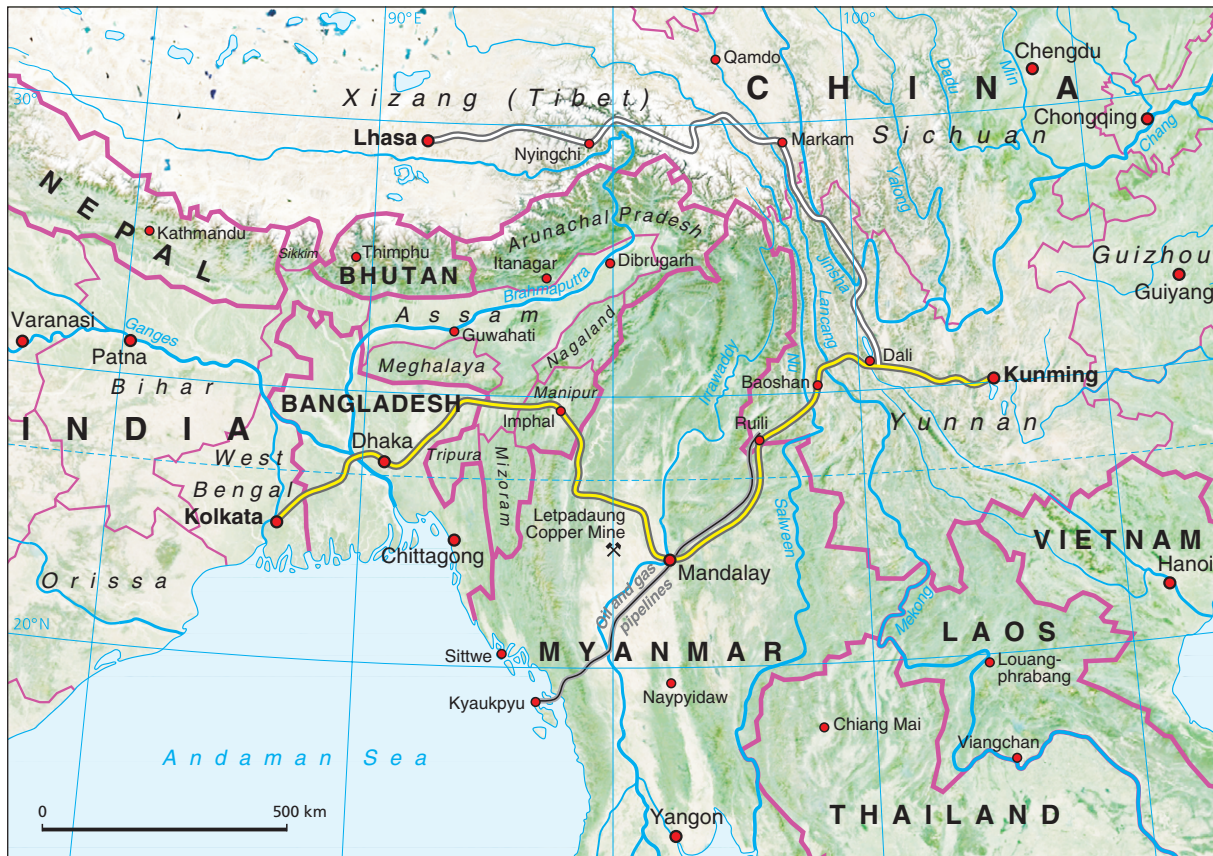 90°E
100°
30°
20°N
Qamdo
Chengdu
CHINA
Xizang (Tibet)
Dadu
Min
Chongqing
Sichuan
Chang
Lhasa
Nyingchi
Markam
Yalong
NEPAL
Kathmandu
Sikkim
Thimphu
BHUTAN
Arunachal Pradesh
Itanagar
Dibrugarh
Brahmaputra
Jinsha
Guizhou
Guiyang
Varanasi
Ganges
Patna
Assam
Guwahati
Nagaland
Lancang
Irrawaddy
Nu
Dali
Bihar
Meghalaya
Baoshan
Kunming
INDIA
BANGLADESH
Manipur
Imphal
Ruili
Yunnan
Dhaka
Tripura
Mizoram
West
Bengal
Kolkata
Letpadaung
Copper Mine
Salween
Chittagong
Mandalay
VIETNAM
Hanoi
Orissa
Oil and gas
pipelines
Mekong
LAOS
Sittwe
MYANMAR
Louang-
phrabang
Kyaukpyu
Naypyidaw
Chiang Mai
Viangchan
Andaman Sea
0
500 km
Yangon
THAILAND